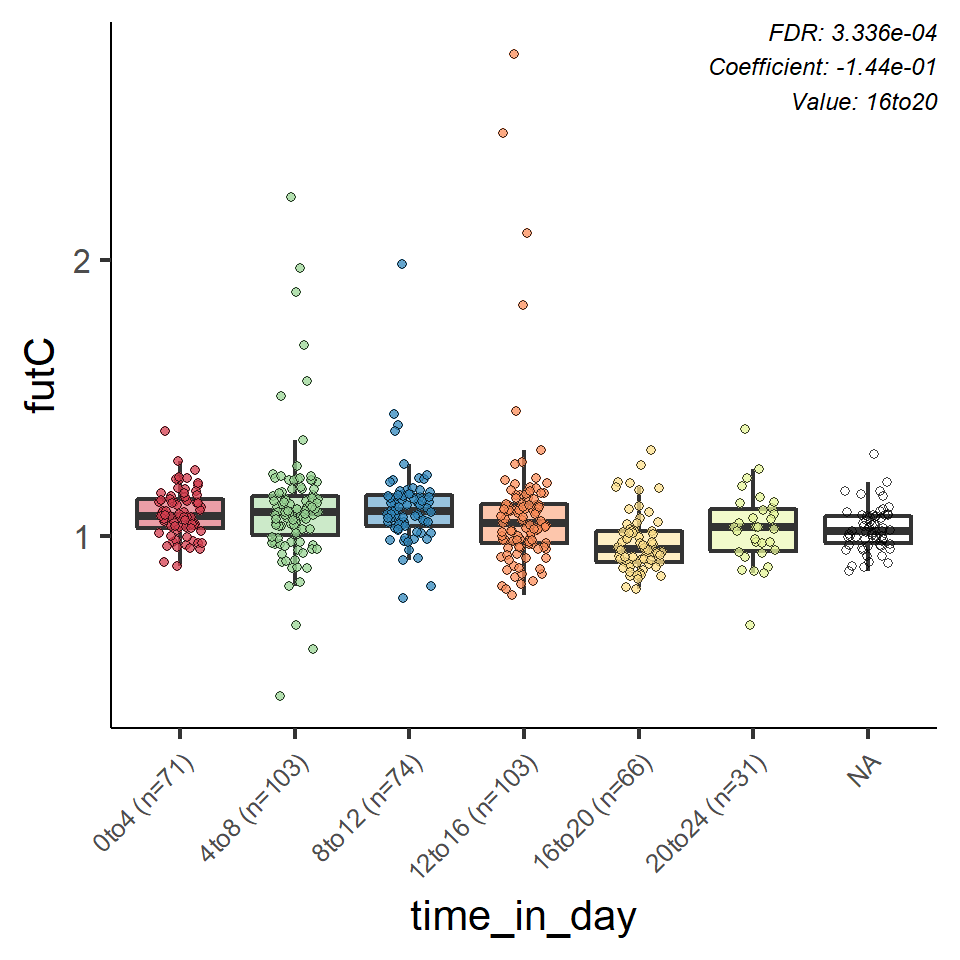 FDR: 3.336e-04
Coefficient: -1.44e-01
Value: 16to20
2
1
futC
0to4 (n=71)
4to8 (n=103)
8to12 (n=74)
12to16 (n=103)
16to20 (n=66)
20to24 (n=31)
NA
time_in_day